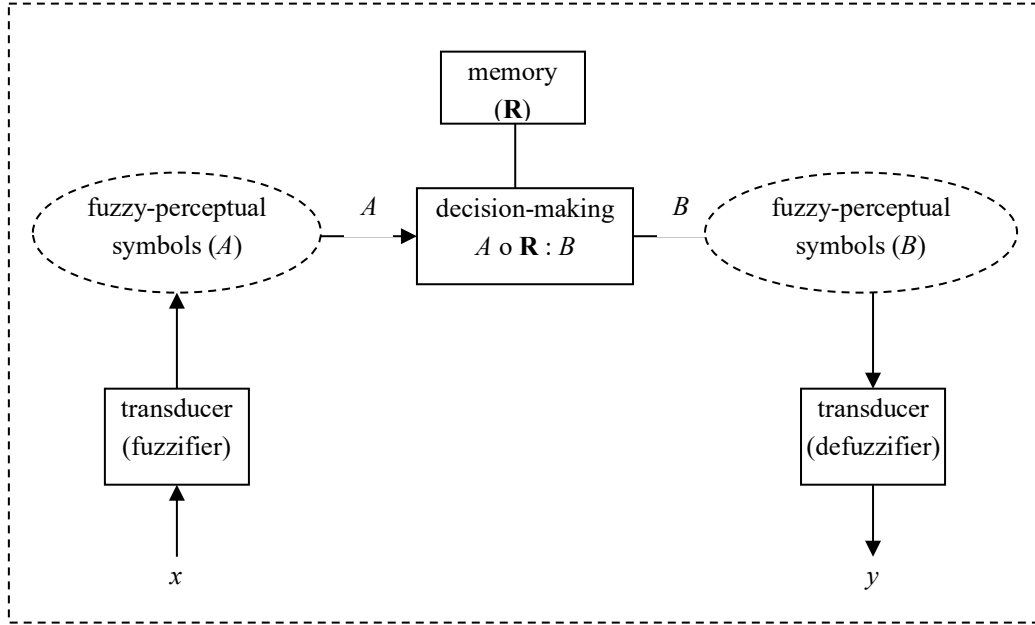 memory
(R)
fuzzy-perceptual
symbols (A)
A
decision-making
A o R : B
B
fuzzy-perceptual
symbols (B)
transducer
(fuzzifier)
transducer
(defuzzifier)
x
y